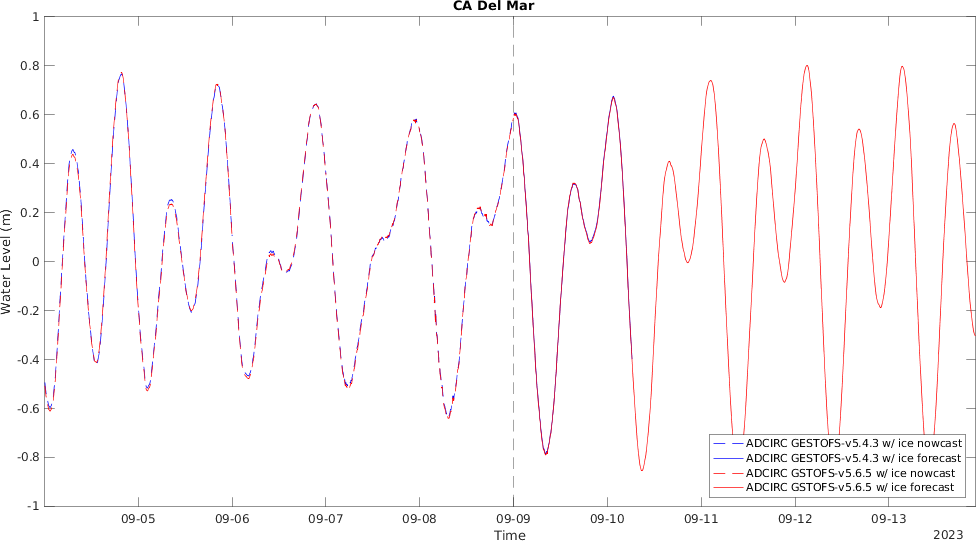 CA Del Mar
1
0.8
0.6
0.4
0.2
0
-0.2
-0.4
-0.6
-0.8
-1
Water Level (m)
ADCIRC GESTOFS-v5.4.3 w/ ice nowcast
ADCIRC GESTOFS-v5.4.3 w/ ice forecast
ADCIRC GSTOFS-v5.6.5 w/ ice nowcast
ADCIRC GSTOFS-v5.6.5 w/ ice forecast
09-05 09-06 09-07 09-08 09-09 09-10 09-11 09-12 09-13
Time
2023